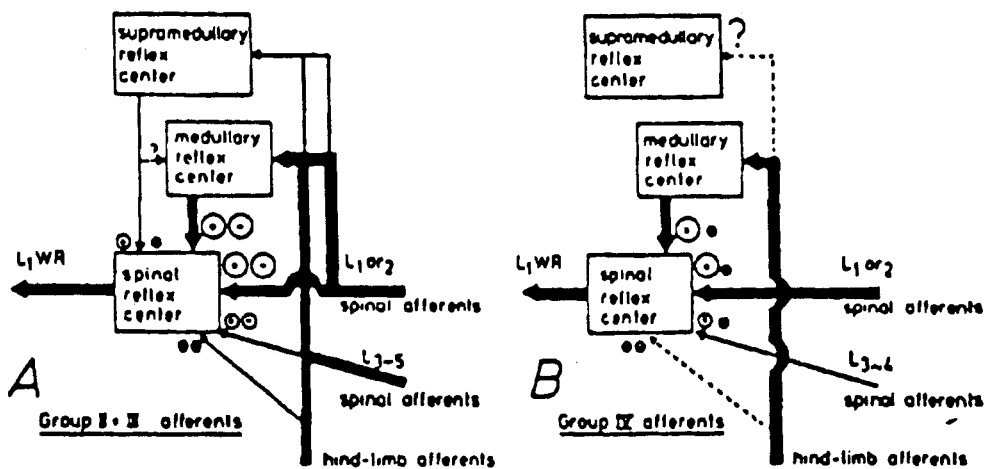 supramedullary
reflex
center
?
medullary
reflex
center
L1WR
spinal
reflex
center
L1 or 2
spinal afferents
L3-5
spinal afferents
A
Group II + III afferents
hind-limb afferents
supramedullary
reflex
center
?
medullary
reflex
center
L1WR
spinal
reflex
center
L1 or 2
spinal afferents
L3~4
spinal afferents
B
Group IV afferents
hind-limb afferents